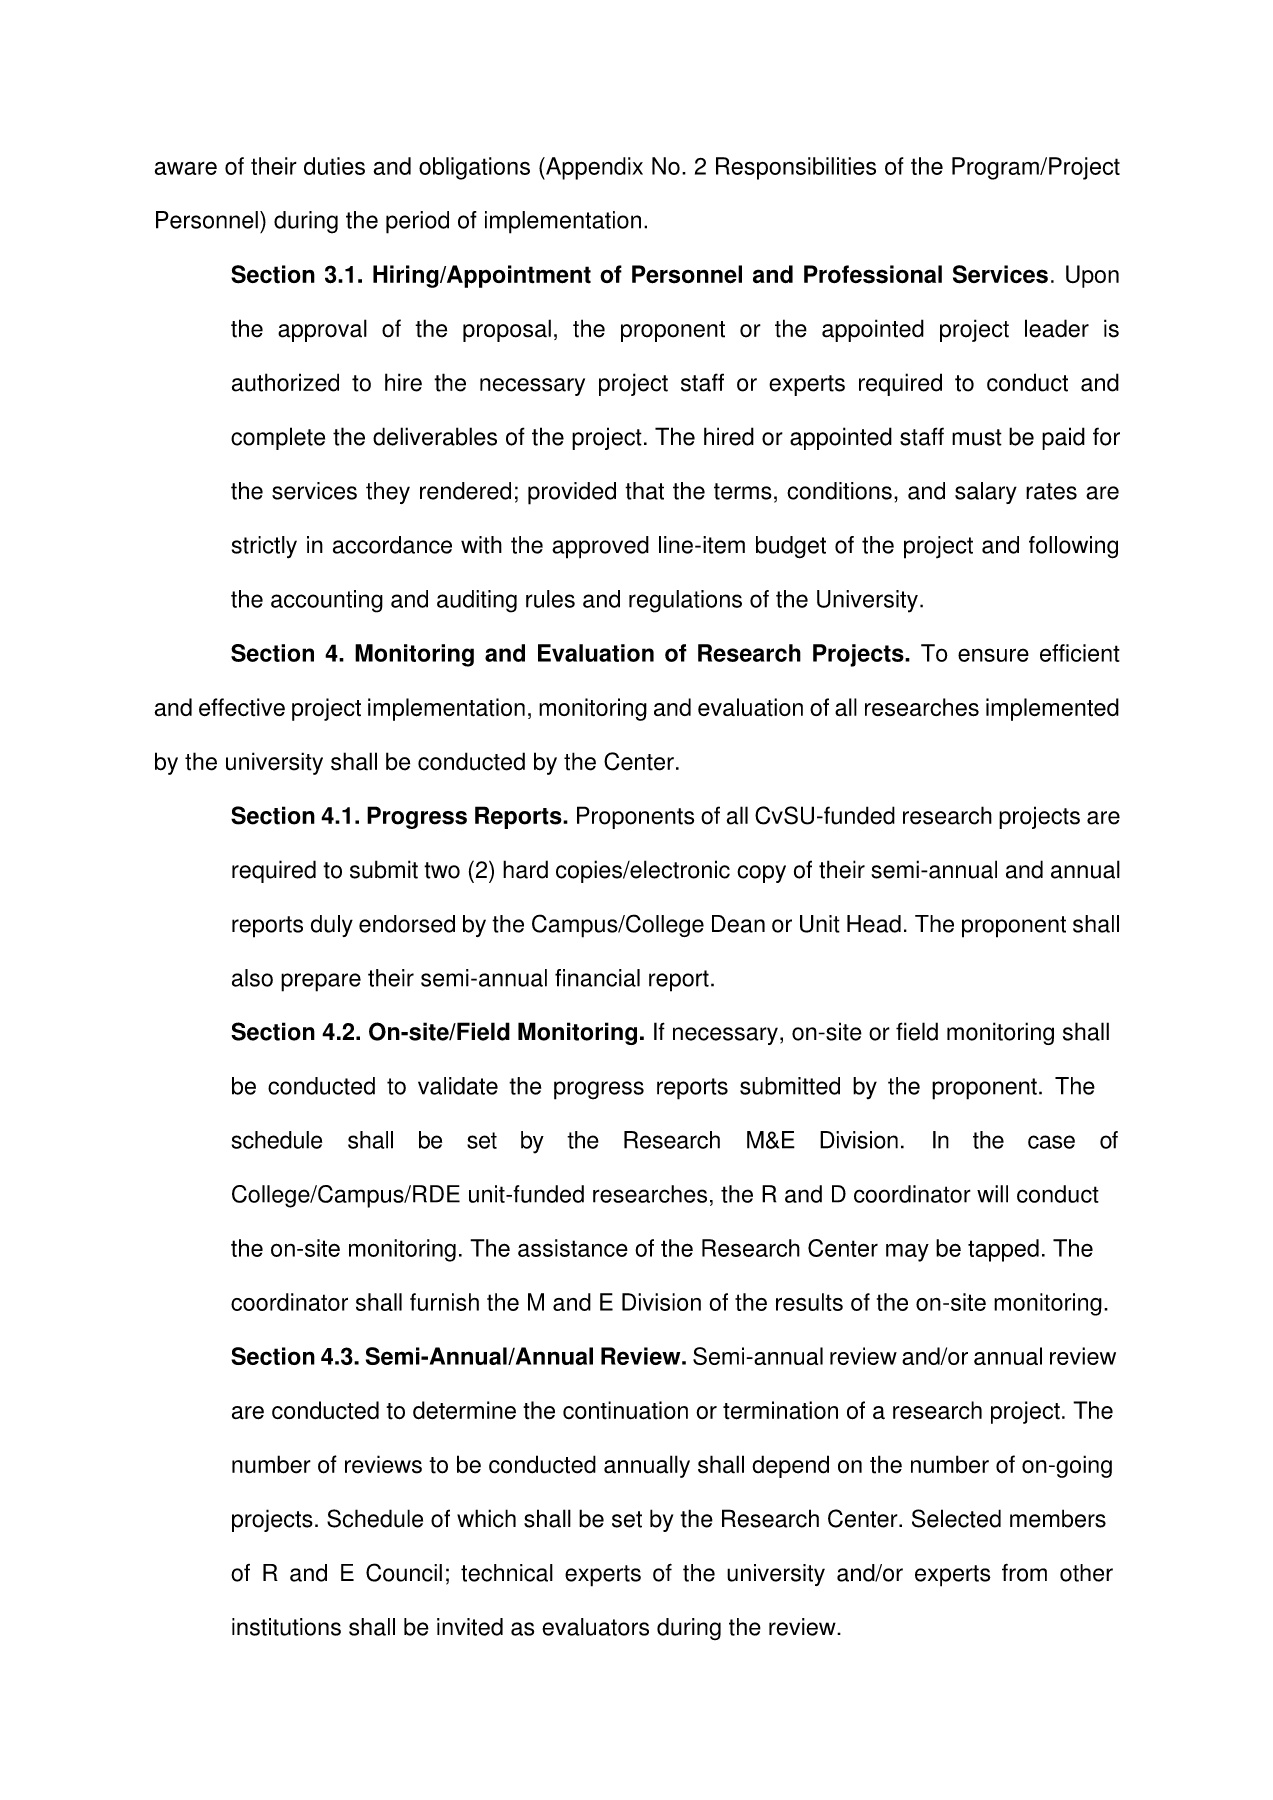 aware of their duties and obligations (Appendix No. 2 Responsibilities of the Program/Project
Personnel) during the period of implementation.
Section 3.1. Hiring/Appointment of Personnel and Professional Services. Upon
the approval of the proposal, the proponent or the appointed project leader is
authorized to hire the necessary project staff or experts required to conduct and
complete the deliverables of the project. The hired or appointed staff must be paid for
the services they rendered; provided that the terms, conditions, and salary rates are
strictly in accordance with the approved line-item budget of the project and following
the accounting and auditing rules and regulations of the University.
Section 4. Monitoring and Evaluation of Research Projects. To ensure efficient
and effective project implementation, monitoring and evaluation of all researches implemented
by the university shall be conducted by the Center.
Section 4.1. Progress Reports. Proponents of all CvSU-funded research projects are
required to submit two (2) hard copies/electronic copy of their semi-annual and annual
reports duly endorsed by the Campus/College Dean or Unit Head. The proponent shall
also prepare their semi-annual financial report.
Section 4.2. On-site/Field Monitoring. If necessary, on-site or field monitoring shall
be conducted to validate the progress reports submitted by the proponent. The
schedule shall be set by the Research M&E Division. In the case of
College/Campus/RDE unit-funded researches, the R and D coordinator will conduct
the on-site monitoring. The assistance of the Research Center may be tapped. The
coordinator shall furnish the M and E Division of the results of the on-site monitoring.
Section 4.3. Semi-Annual/Annual Review. Semi-annual review and/or annual review
are conducted to determine the continuation or termination of a research project. The
number of reviews to be conducted annually shall depend on the number of on-going
projects. Schedule of which shall be set by the Research Center. Selected members
of R and E Council; technical experts of the university and/or experts from other
institutions shall be invited as evaluators during the review.